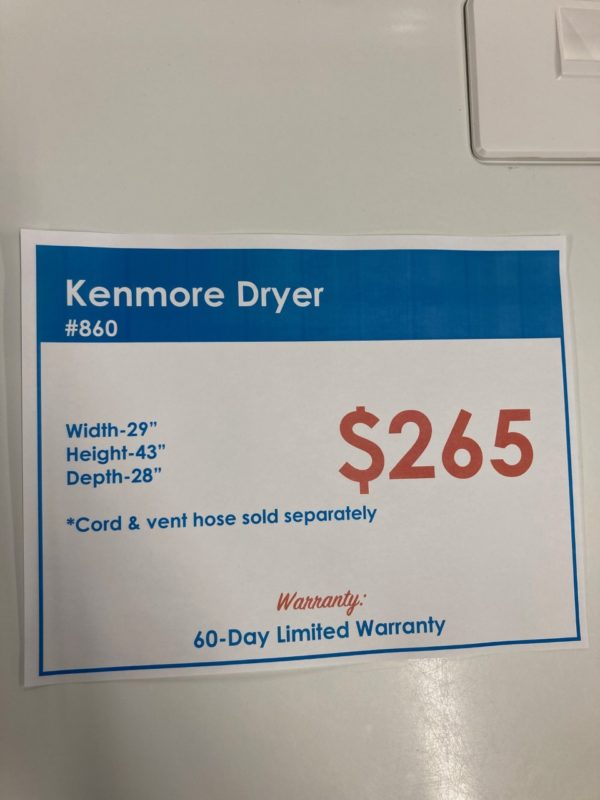 Kenmore Dryer
#860
Width-29”
Height-43”
Depth-28”
$265
*Cord & vent hose sold separately
Warranty:
60-Day Limited Warranty